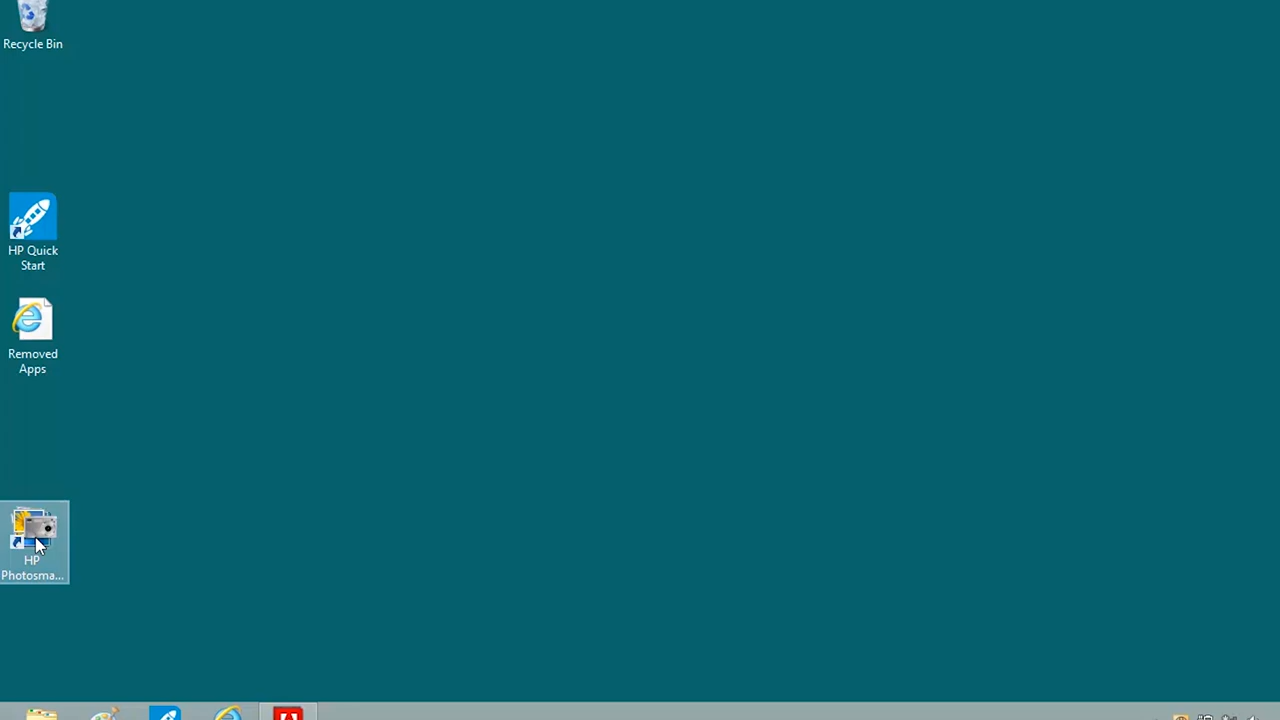 Recycle Bin
HP Quick
Start
Removed
Apps
HP
Photosma...